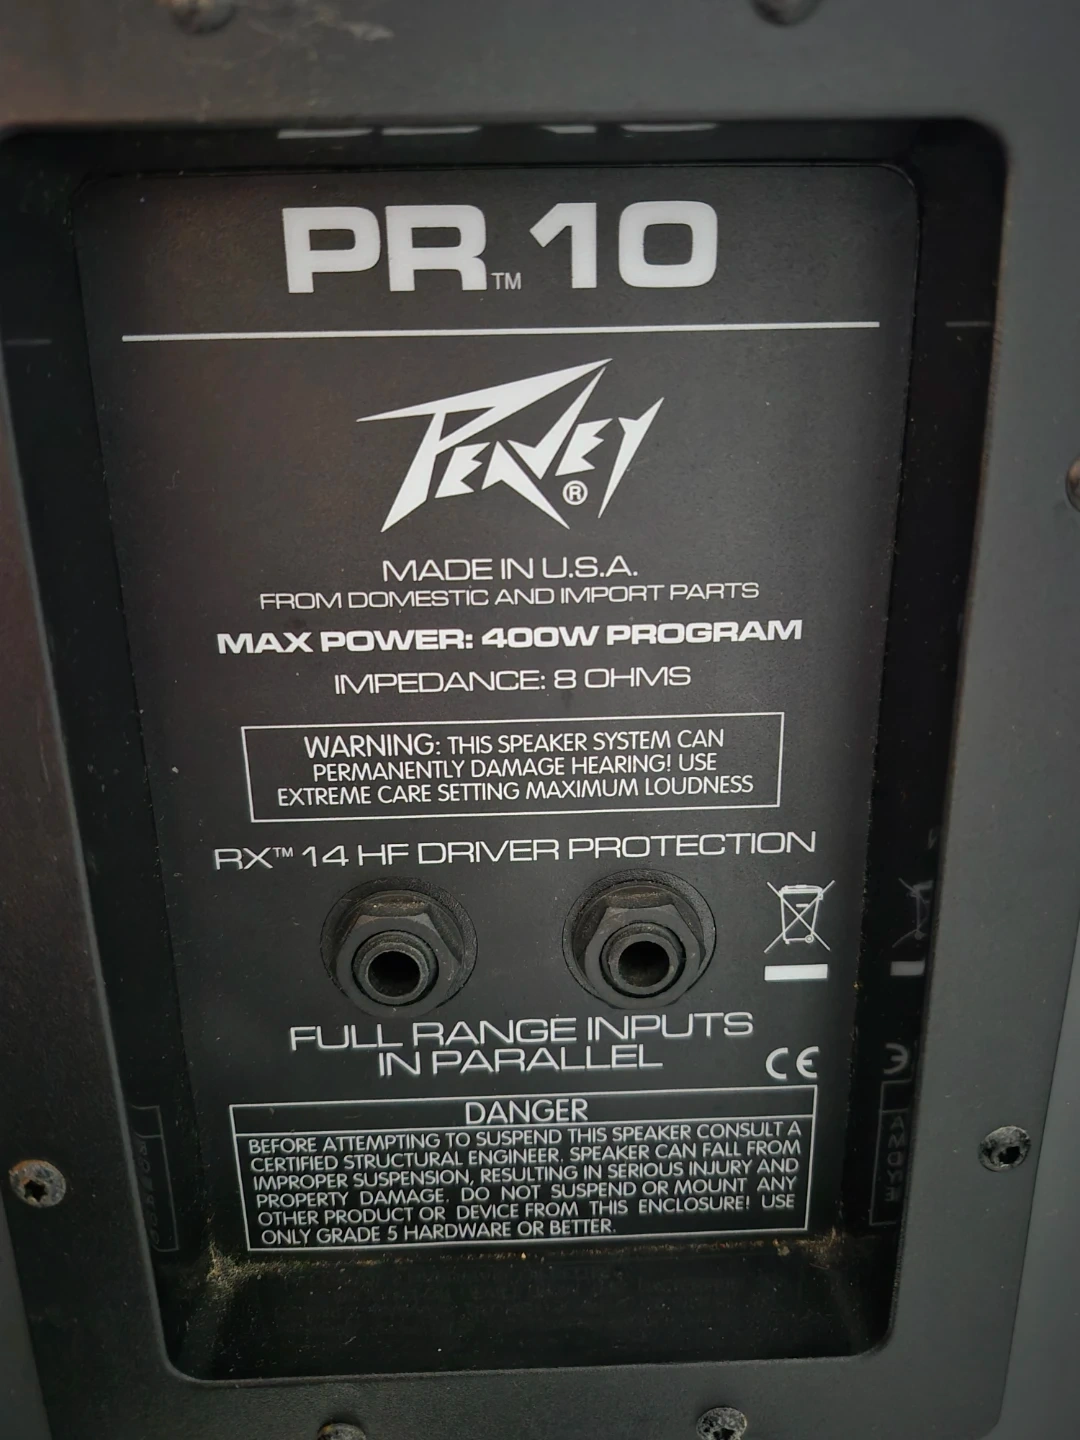 PR™ 10
PEAVEY®
MADE IN U.S.A.
FROM DOMESTIC AND IMPORT PARTS
MAX POWER: 400W PROGRAM
IMPEDANCE: 8 OHMS
WARNING: THIS SPEAKER SYSTEM CAN
PERMANENTLY DAMAGE HEARING! USE
EXTREME CARE SETTING MAXIMUM LOUDNESS
RX™ 14 HF DRIVER PROTECTION
FULL RANGE INPUTS
IN PARALLEL
CE
DANGER
BEFORE ATTEMPTING TO SUSPEND THIS SPEAKER CONSULT A
CERTIFIED STRUCTURAL ENGINEER. SPEAKER CAN FALL FROM
IMPROPER SUSPENSION, RESULTING IN SERIOUS INJURY AND
PROPERTY DAMAGE. DO NOT SUSPEND OR MOUNT ANY
OTHER PRODUCT OR DEVICE FROM THIS ENCLOSURE! USE
ONLY GRADE 5 HARDWARE OR BETTER.